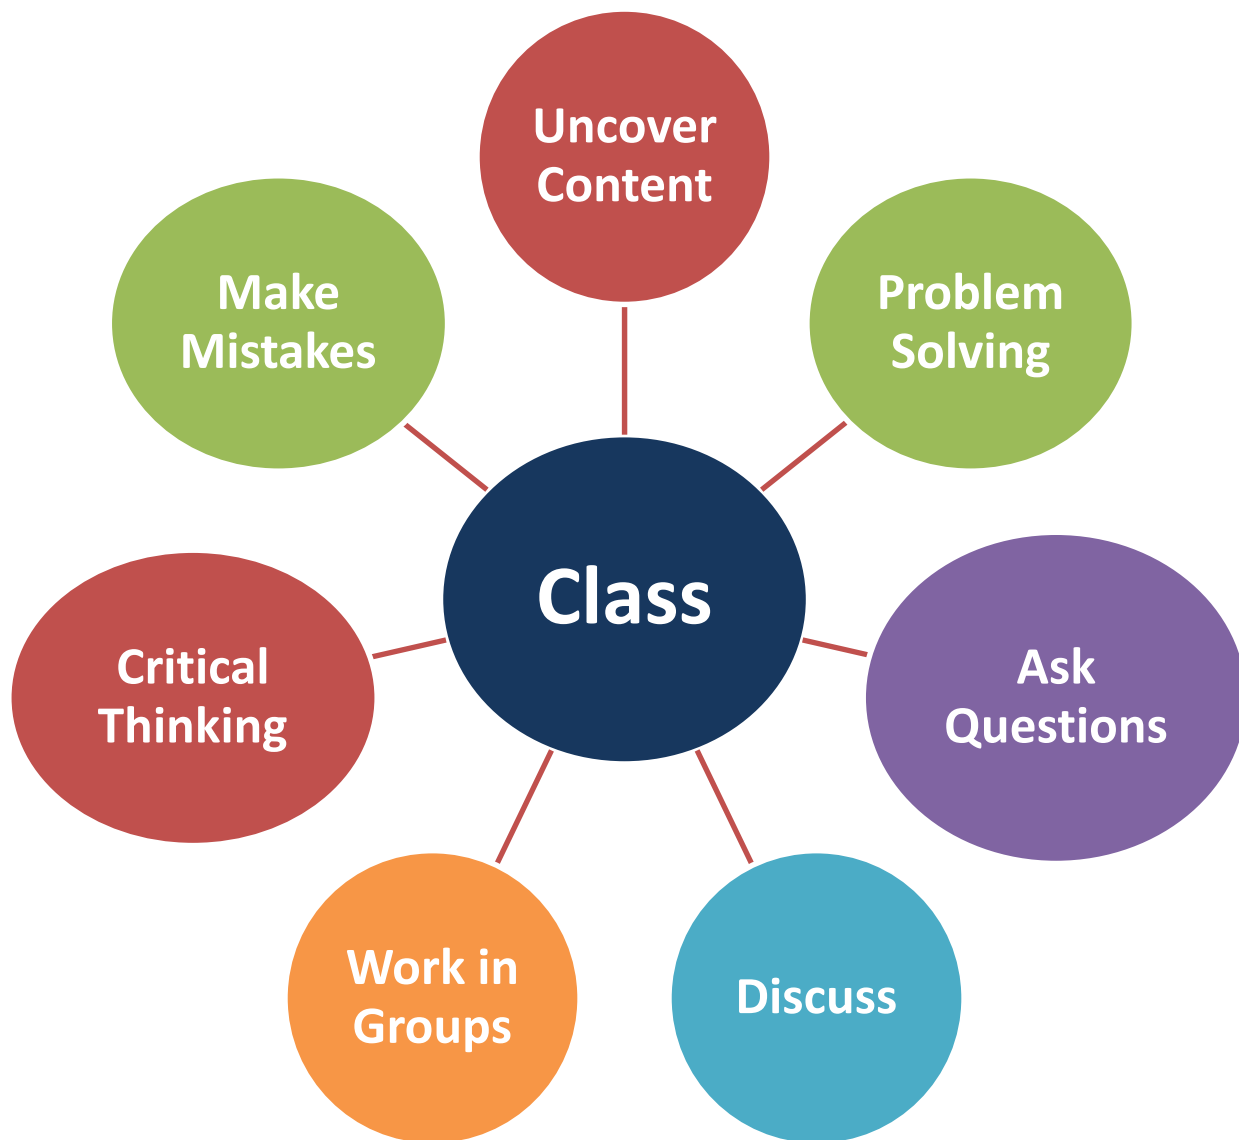 Uncover
Content
Make
Mistakes
Problem
Solving
Class
Critical
Thinking
Ask
Questions
Work in
Groups
Discuss